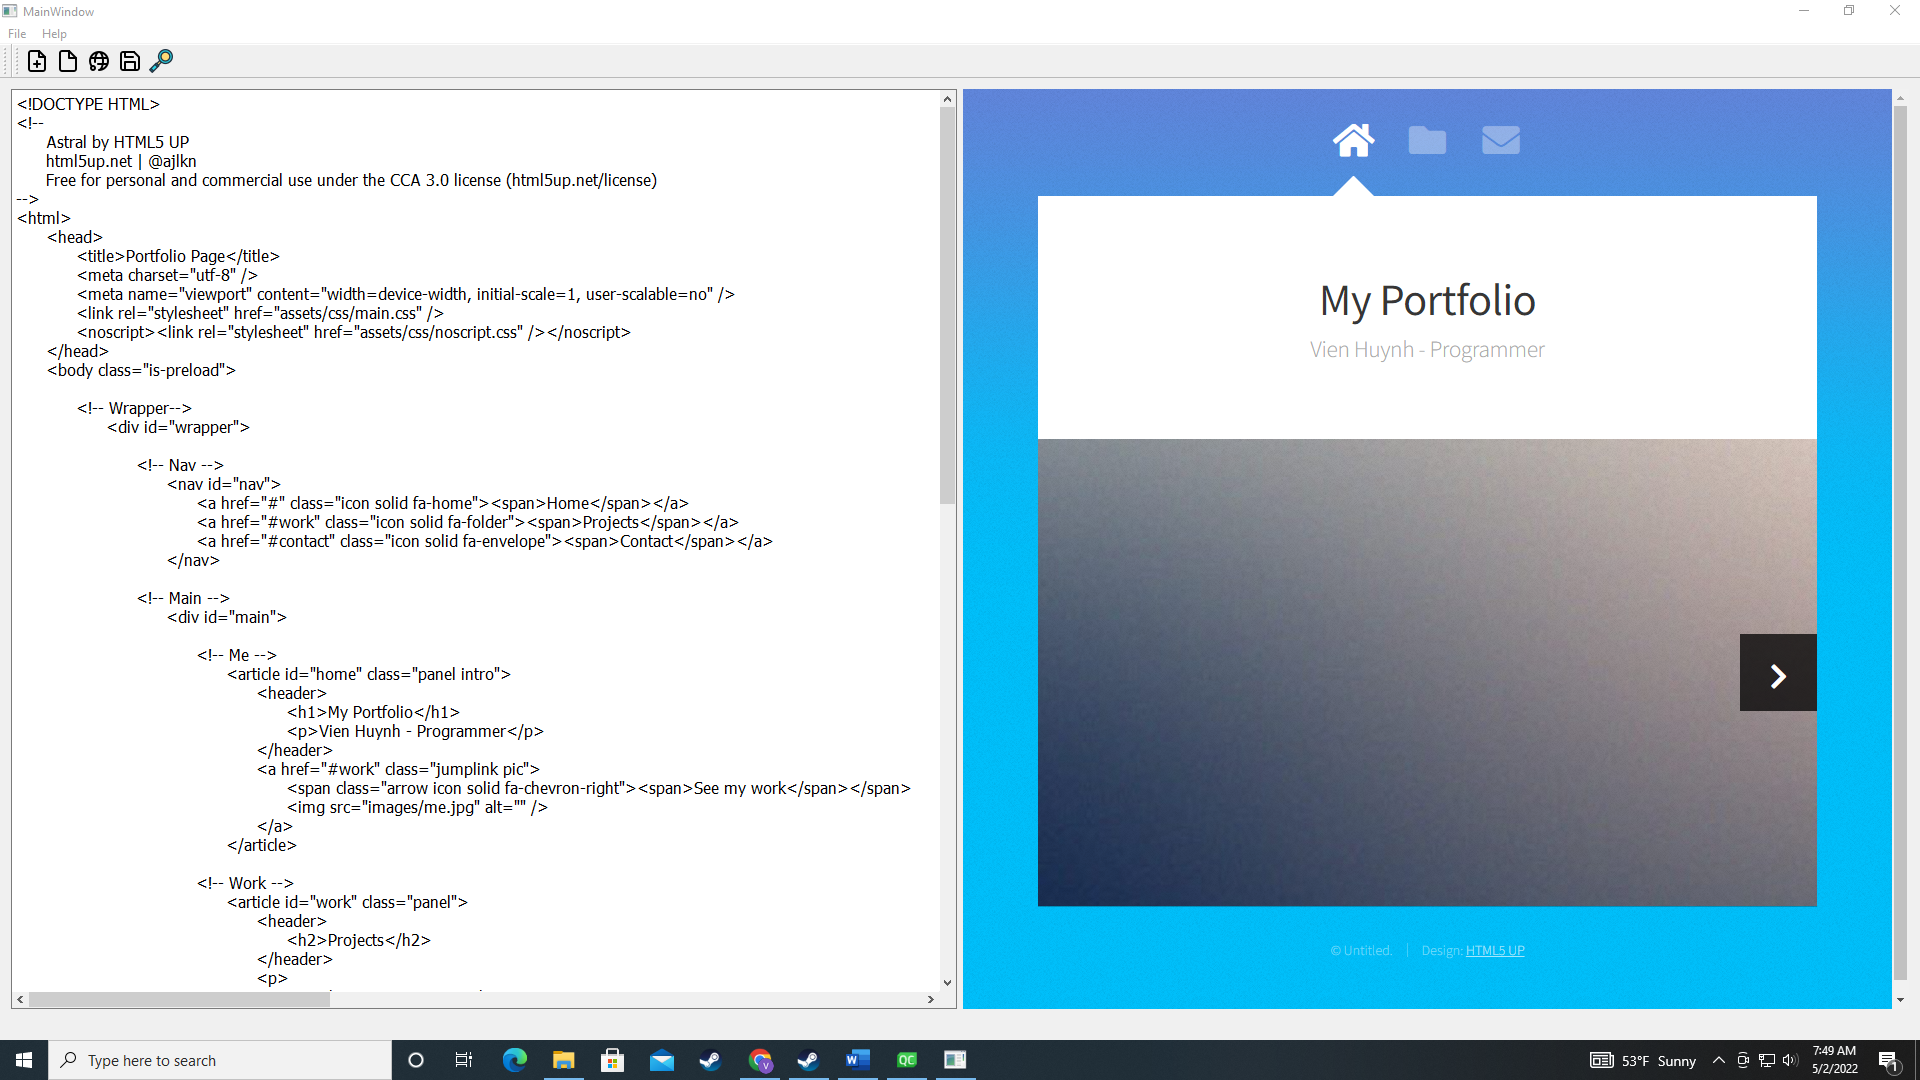 MainWindow
File Help
<!DOCTYPE HTML>
<!--
Astral by HTML5 UP
html5up.net | @ajlkn
Free for personal and commercial use under the CCA 3.0 license (html5up.net/license)
-->
<html>
<head>
<title>Portfolio Page</title>
<meta charset="utf-8" />
<meta name="viewport" content="width=device-width, initial-scale=1, user-scalable=no" />
<link rel="stylesheet" href="assets/css/main.css" />
<noscript><link rel="stylesheet" href="assets/css/noscript.css" /></noscript>
</head>
<body class="is-preload">
<!-- Wrapper-->
<div id="wrapper">
<!-- Nav -->
<nav id="nav">
<a href="#" class="icon solid fa-home"><span>Home</span></a>
<a href="#work" class="icon solid fa-folder"><span>Projects</span></a>
<a href="#contact" class="icon solid fa-envelope"><span>Contact</span></a>
</nav>
<!-- Main -->
<div id="main">
<!-- Me -->
<article id="home" class="panel intro">
<header>
<h1>My Portfolio</h1>
<p>Vien Huynh - Programmer</p>
</header>
<a href="#work" class="jumplink pic">
<span class="arrow icon solid fa-chevron-right"><span>See my work</span></span>
<img src="images/me.jpg" alt="" />
</a>
</article>
<!-- Work -->
<article id="work" class="panel">
<header>
<h2>Projects</h2>
</header>
<p>
My Portfolio
Vien Huynh - Programmer
© Untitled. Design: HTML5 UP
Type here to search
W
QC
V
53°F Sunny
7:49 AM
5/2/2022
1